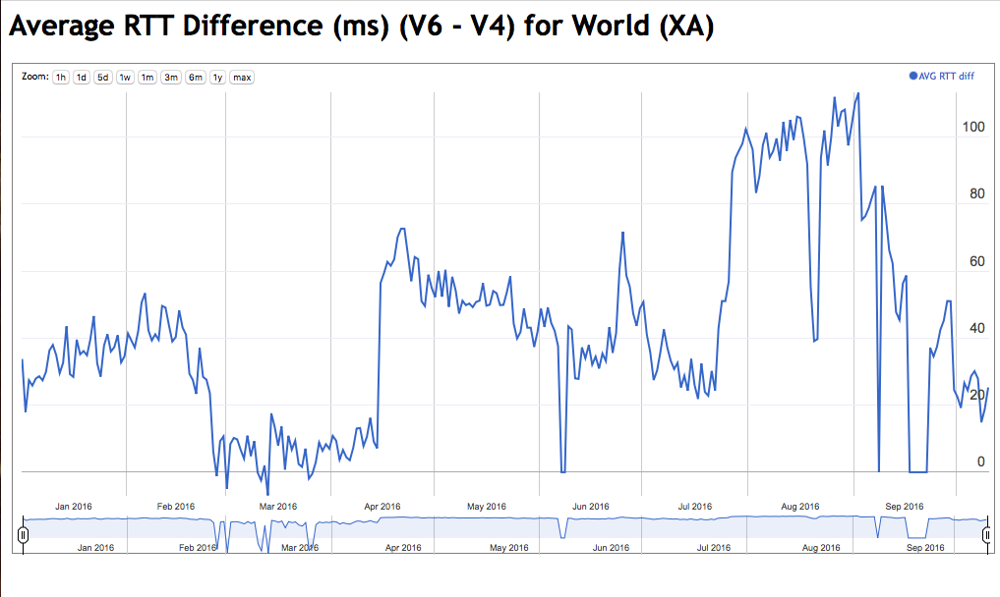 Average RTT Difference (ms) (V6 - V4) for World (XA)
Zoom: 1h 1d 5d 1w 1m 3m 6m 1y max
AVG RTT diff
100
80
60
40
20
0
Jan 2016 Feb 2016 Mar 2016 Apr 2016 May 2016 Jun 2016 Jul 2016 Aug 2016 Sep 2016
Jan 2016 Feb 2016 Mar 2016 Apr 2016 May 2016 Jun 2016 Jul 2016 Aug 2016 Sep 2016